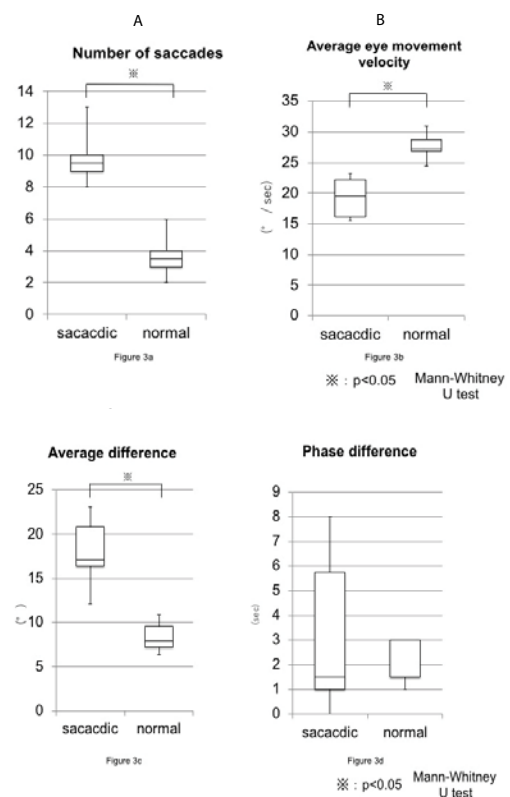 A
B
Number of saccades
※
14
12
10
8
6
4
2
0
sacacdic normal
Figure 3a
Average eye movement
velocity
※
35
30
25
20
15
10
5
0
(° / sec)
sacacdic normal
Figure 3b
※ : p<0.05 Mann-Whitney
U test
Average difference
※
25
20
15
10
5
0
(°)
sacacdic normal
Figure 3c
Phase difference
9
8
7
6
5
4
3
2
1
0
(sec)
sacacdic normal
Figure 3d
※ : p<0.05 Mann-Whitney
U test